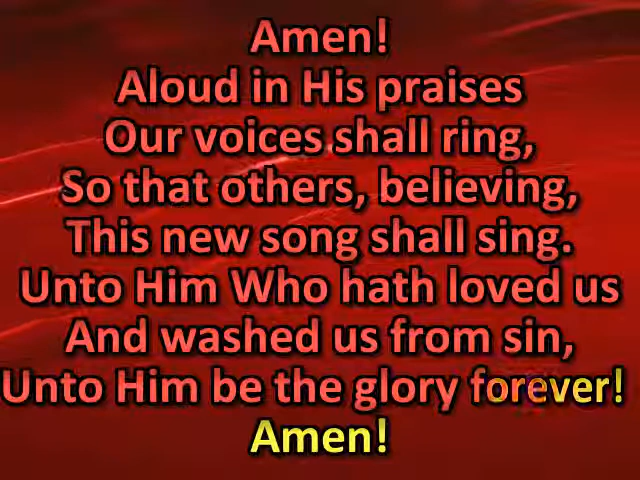 Amen!
Aloud in His praises
Our voices shall ring,
So that others, believing,
This new song shall sing.
Unto Him Who hath loved us
And washed us from sin,
Unto Him be the glory forever!
Amen!